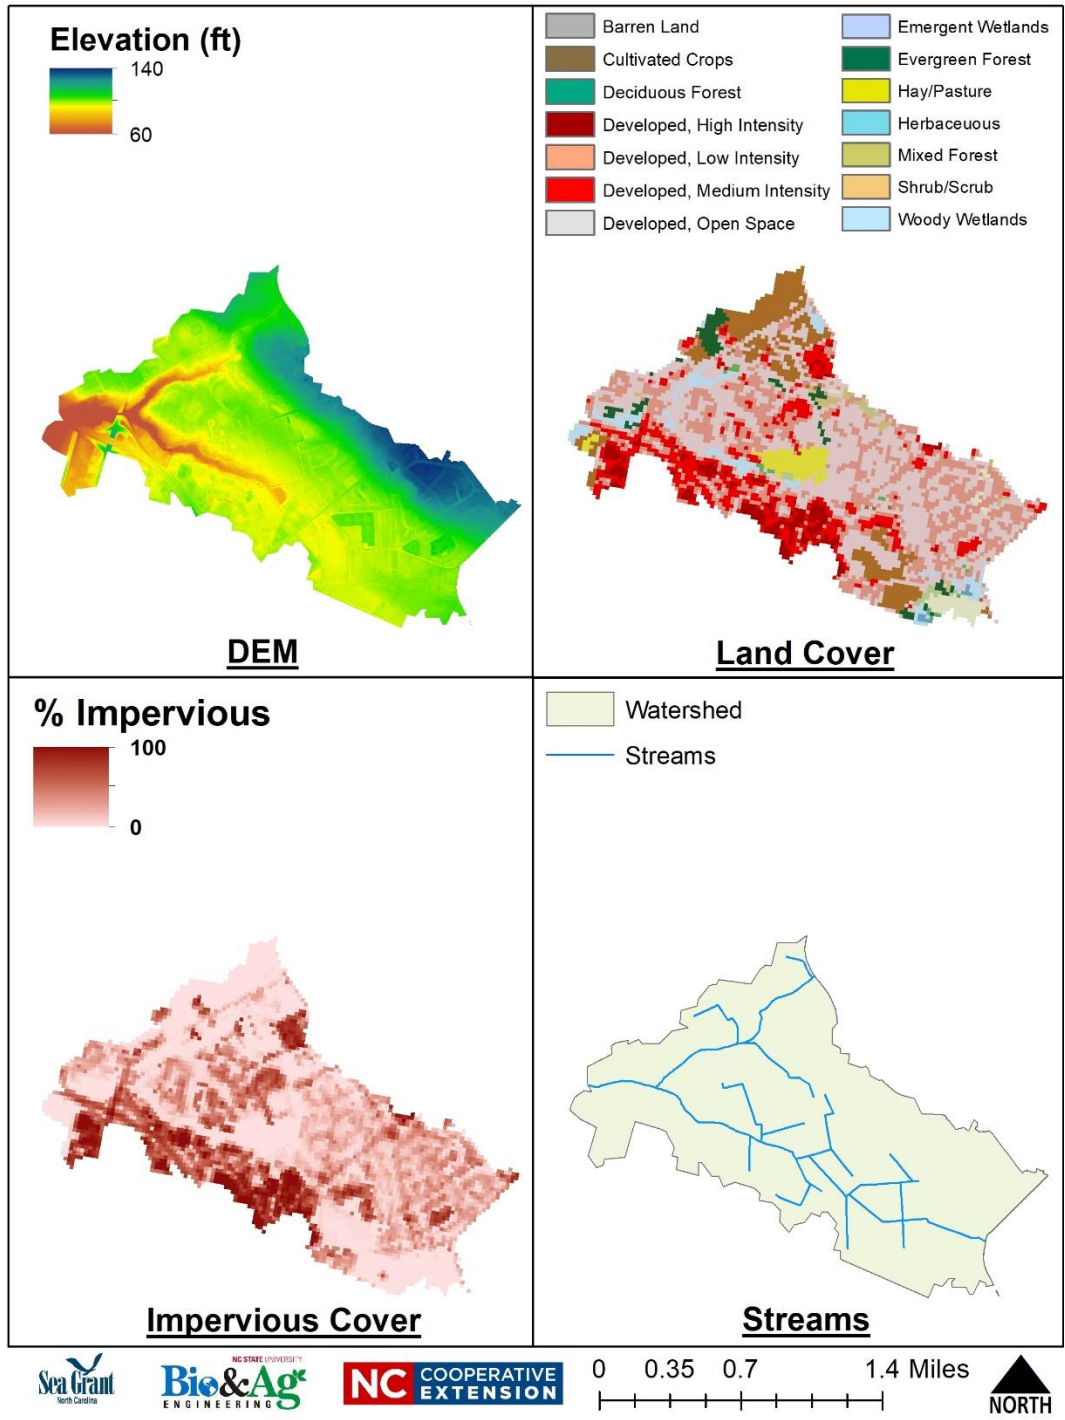 Elevation (ft)
140
60
DEM
Barren Land
Cultivated Crops
Deciduous Forest
Developed, High Intensity
Developed, Low Intensity
Developed, Medium Intensity
Developed, Open Space
Emergent Wetlands
Evergreen Forest
Hay/Pasture
Herbaceuous
Mixed Forest
Shrub/Scrub
Woody Wetlands
Land Cover
% Impervious
100
0
Impervious Cover
Watershed
Streams
Streams
Sea Grant
North Carolina
NC STATE UNIVERSITY
Bio&Ag
ENGINEERING
NC COOPERATIVE
EXTENSION
0 0.35 0.7 1.4 Miles
NORTH